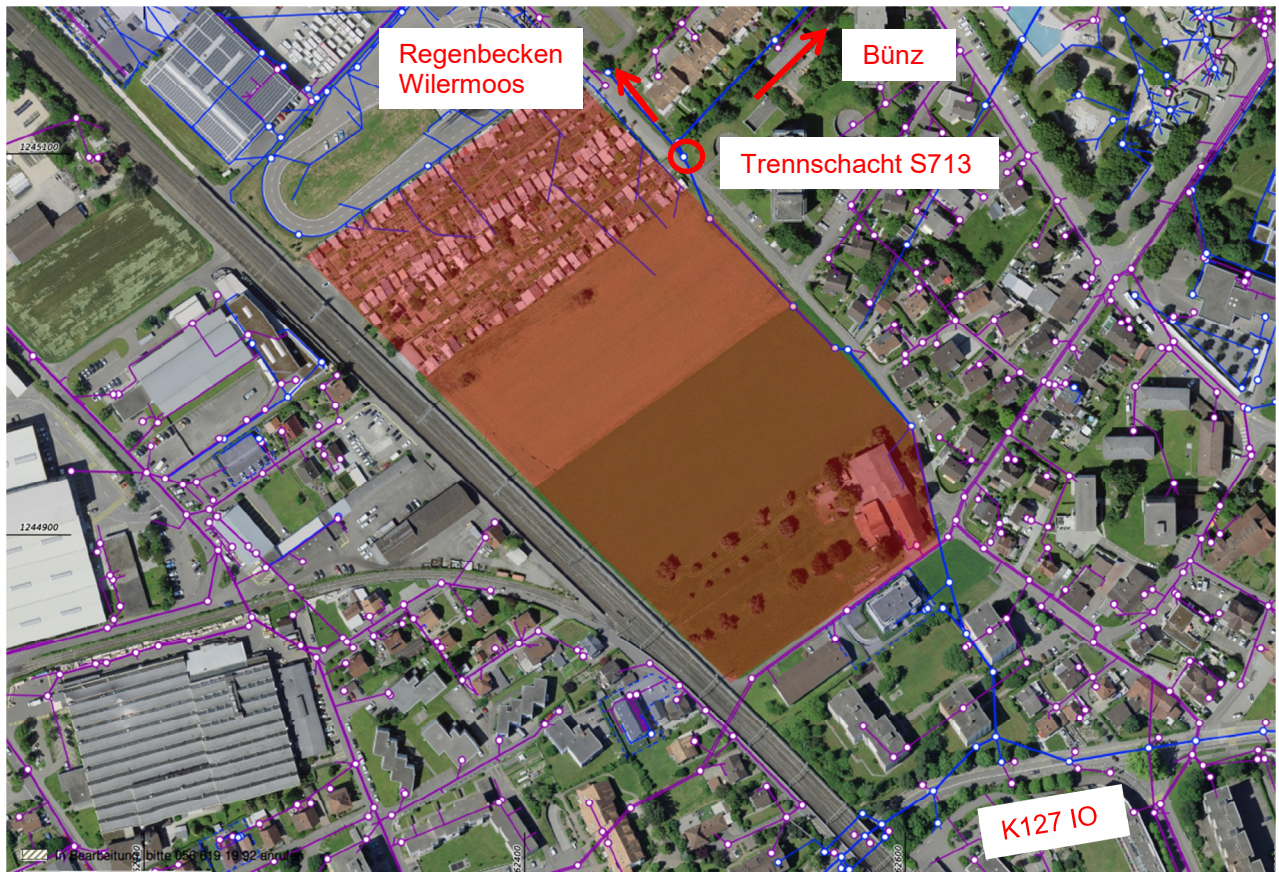 Regenbecken
Wilermoos
Bünz
1245100
Trennschacht S713
1244900
K127 IO
In Bearbeitung, bitte 056 619 19 92 anrufen